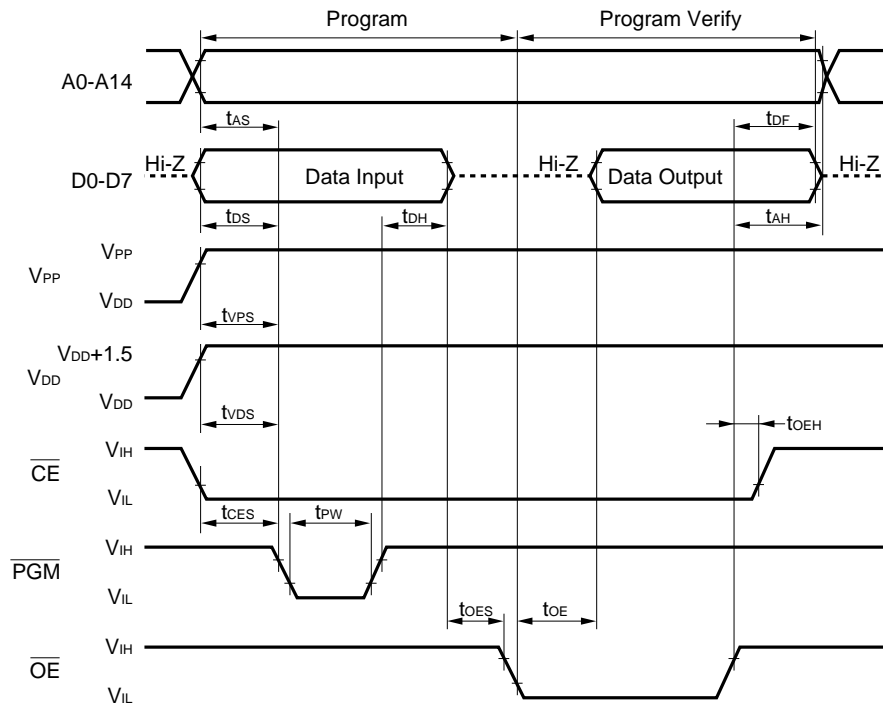 Program Program Verify
A0-A14
tAS tDF
Hi-Z Hi-Z Hi-Z
D0-D7 Data Input Data Output
tDS tDH tAH
VPP
VPP
VDD
tVPS
VDD+1.5
VDD
VDD
tVDS
tOEH
VIH
CE
VIL
tCES tPW
VIH
PGM
VIL
tOES tOE
VIH
OE
VIL